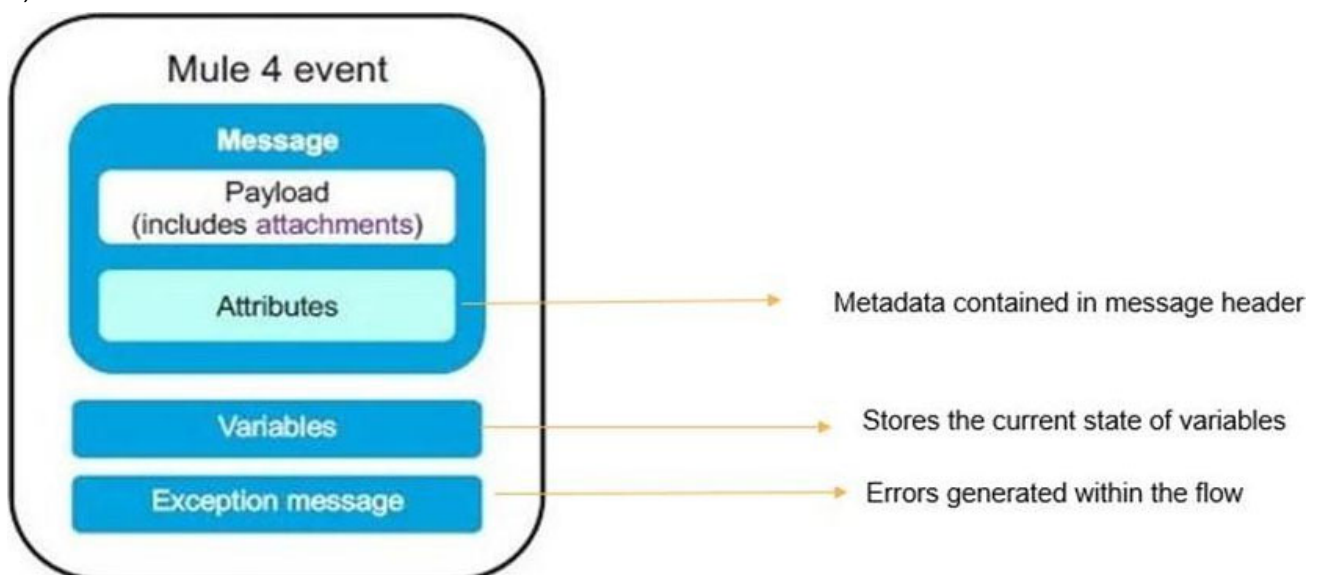 Mule 4 event
Message
Payload
(includes attachments)
Attributes
Metadata contained in message header
Variables
Stores the current state of variables
Exception message
Errors generated within the flow